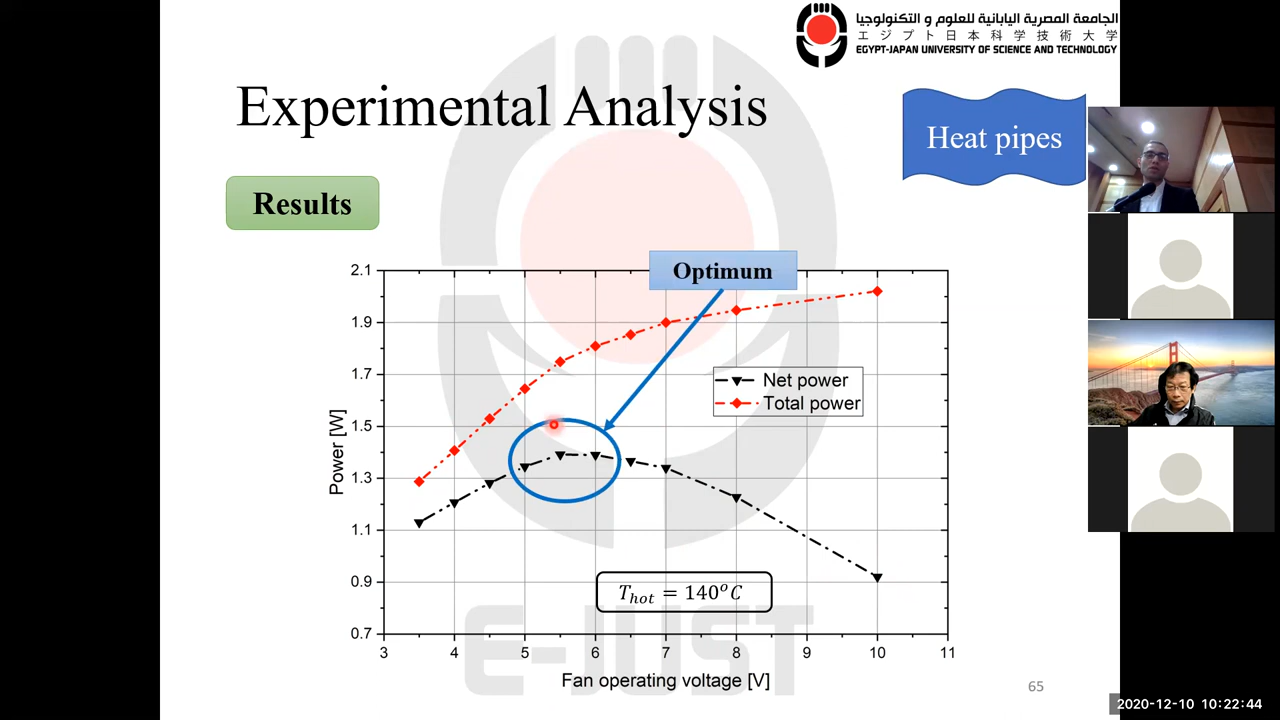 الجامعة المصرية اليابانية للعلوم و التكنولوجيا
エジプト日本科学技術大学
EGYPT-JAPAN UNIVERSITY OF SCIENCE AND TECHNOLOGY
Experimental Analysis
Heat pipes
Results
Optimum
2.1
1.9
1.7
1.5
1.3
1.1
0.9
0.7
Power [W]
Net power
Total power
T_hot = 140°C
3 4 5 6 7 8 9 10 11
Fan operating voltage [V]
E-JUST
65
2020-12-10 10:22:44